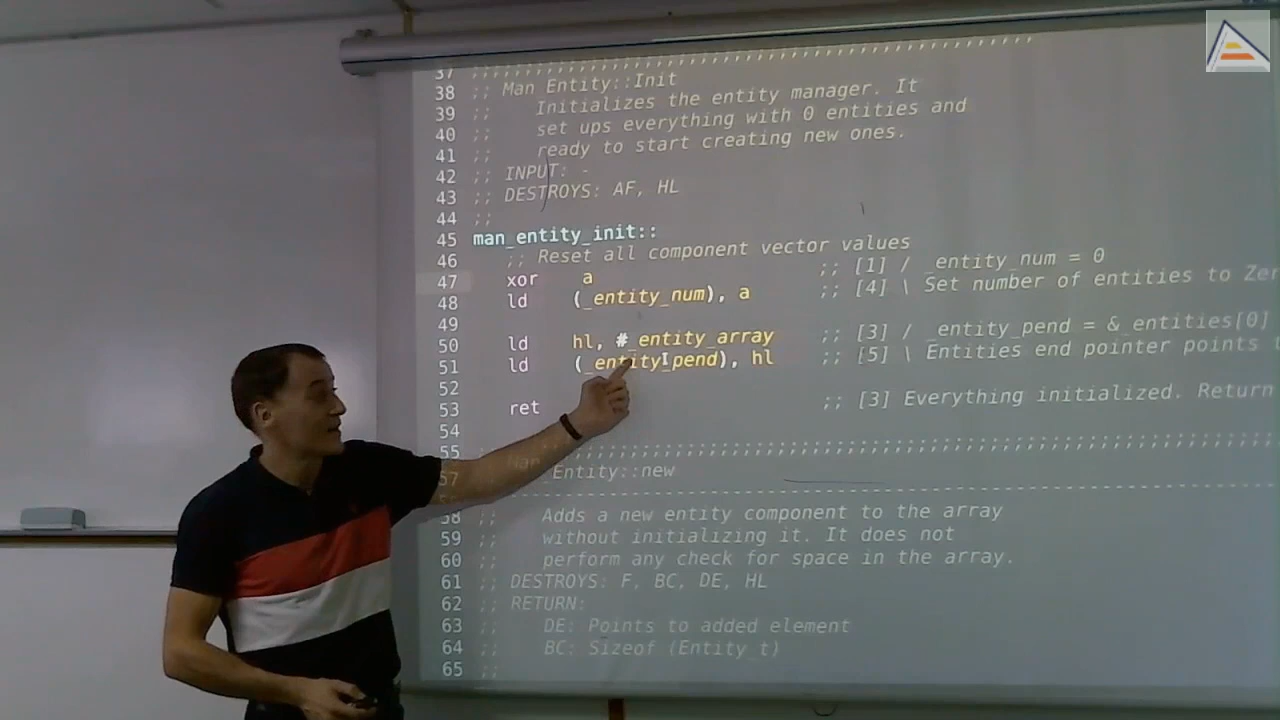 37 ;;;;;;;;;;;;;;;;;;;;;;;;;;;;;;;;;;;;;;;;;;;;;;;;
38 ;; Man Entity::Init
39 ;; Initializes the entity manager. It
40 ;; set ups everything with 0 entities and
41 ;; ready to start creating new ones.
42 ;; INPUT: -
43 ;; DESTROYS: AF, HL
44 ;;
45 man_entity_init::
46 ;; Reset all component vector values
47 xor a ;; [1] / _entity_num = 0
48 ld (_entity_num), a ;; [4] \ Set number of entities to Zer
49
50 ld hl, #_entity_array ;; [3] / _entity_pend = &_entities[0]
51 ld (_entity_pend), hl ;; [5] \ Entities end pointer points
52
53 ret ;; [3] Everything initialized. Return
54
55 ;;;;;;;;;;;;;;;;;;;;;;;;;;;;;;;;;;;;;;;;;;;;;;;;
57 Man Entity::new
58 ;; Adds a new entity component to the array
59 ;; without initializing it. It does not
60 ;; perform any check for space in the array.
61 ;; DESTROYS: F, BC, DE, HL
62 ;; RETURN:
63 ;; DE: Points to added element
64 ;; BC: Sizeof (Entity_t)
65 ;;